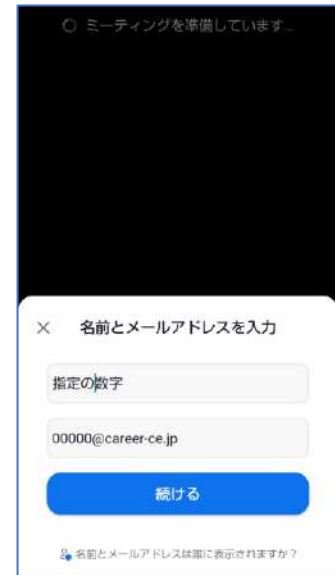 ミーティングを準備しています...
名前とメールアドレスを入力
指定の数字
00000@career-ce.jp
続ける
名前とメールアドレスは誰に表示されますか？